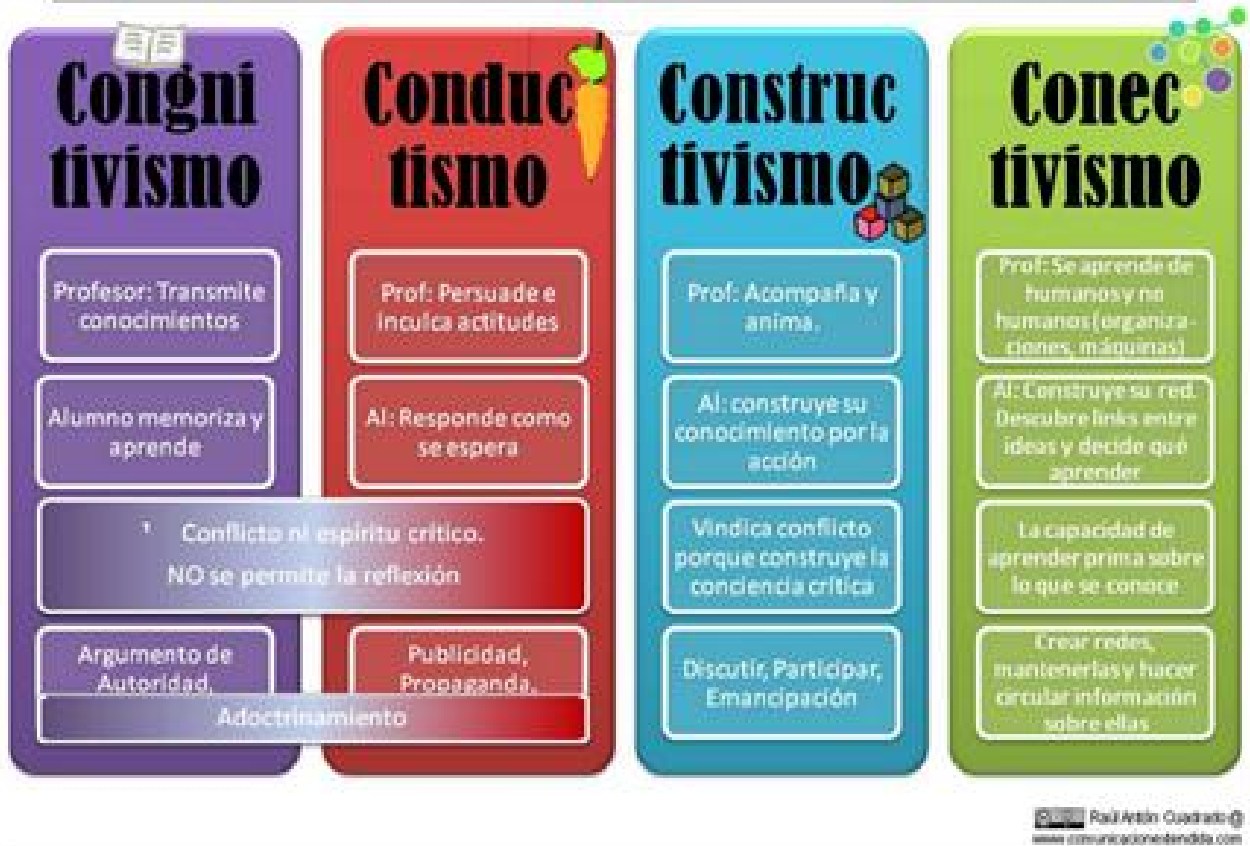 Congni
tivismo
Profesor: Transmite
conocimientos
Alumno memoriza y
aprende
Conduc
tismo
Prof: Persuade e
inculca actitudes
Al: Responde como
se espera
Conflicto ni espíritu crítico.
NO se permite la reflexión
Argumento de
Autoridad,
Publicidad,
Propaganda,
Adoctrinamiento
Construc
tivismo
Prof: Acompaña y
anima.
Al: construye su
conocimiento por la
acción
Vindica conflicto
porque construye la
conciencia crítica
Discutir, Participar,
Emancipación
Conec
tivismo
Prof: Se aprende de
humanos y no
humanos (organiza-
ciones, máquinas)
Al: Construye su red.
Descubre links entre
ideas y decide qué
aprender
La capacidad de
aprender prima sobre
lo que se conoce
Crear redes,
mantenerlas y hacer
circular información
sobre ellas
Raúl Antón Cuadrado @